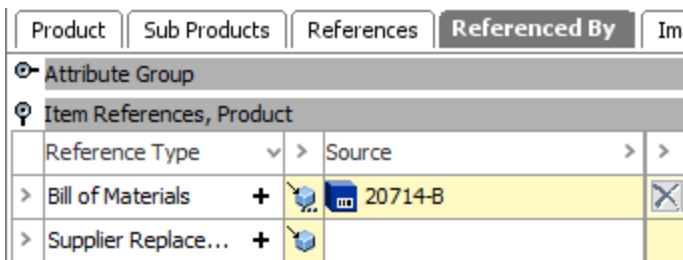 Product Sub Products References Referenced By Im
Attribute Group
Item References, Product
Reference Type Source
Bill of Materials + 20714-B
Supplier Replace... +